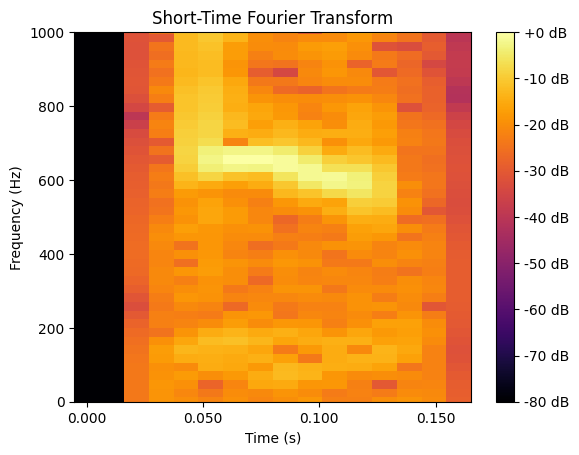 Short-Time Fourier Transform
1000
800
600
400
200
0
Frequency (Hz)
0.000
0.050
0.100
0.150
Time (s)
+0 dB
-10 dB
-20 dB
-30 dB
-40 dB
-50 dB
-60 dB
-70 dB
-80 dB